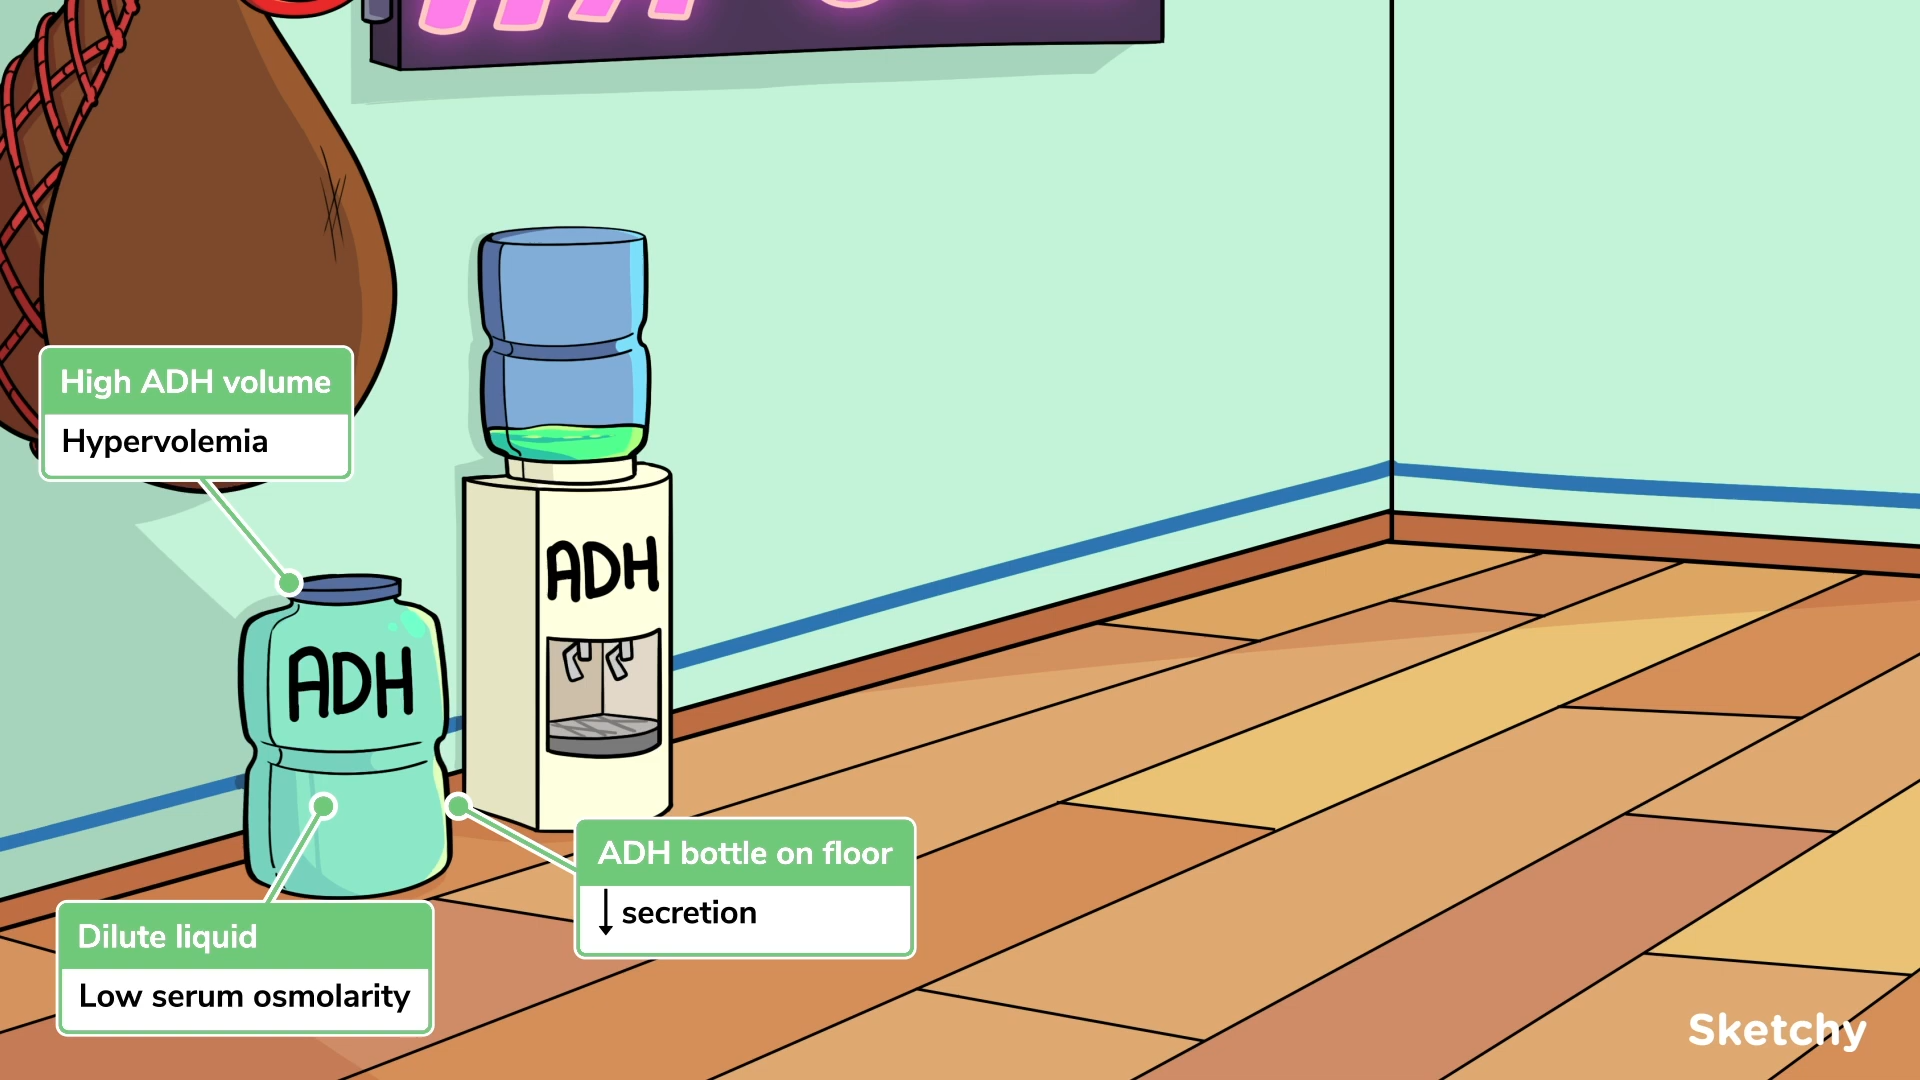 High ADH volume
Hypervolemia
ADH
ADH
ADH bottle on floor
↓ secretion
Dilute liquid
Low serum osmolarity
Sketchy